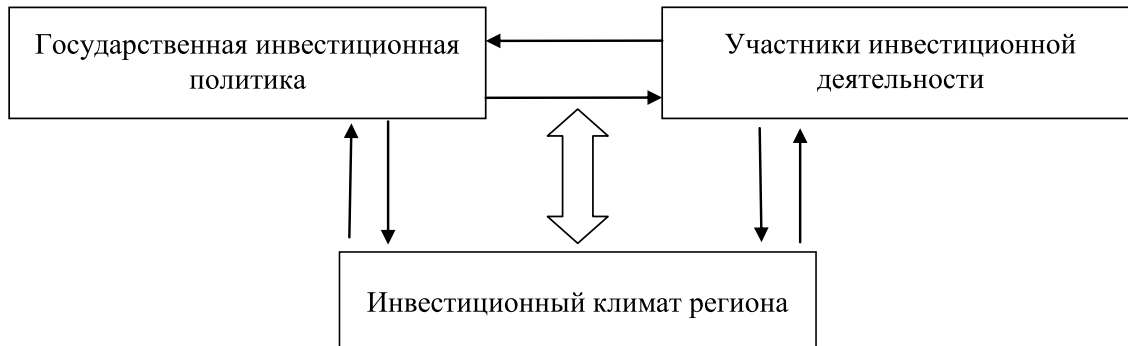 Государственная инвестиционная
политика
Участники инвестиционной
деятельности
Инвестиционный климат региона